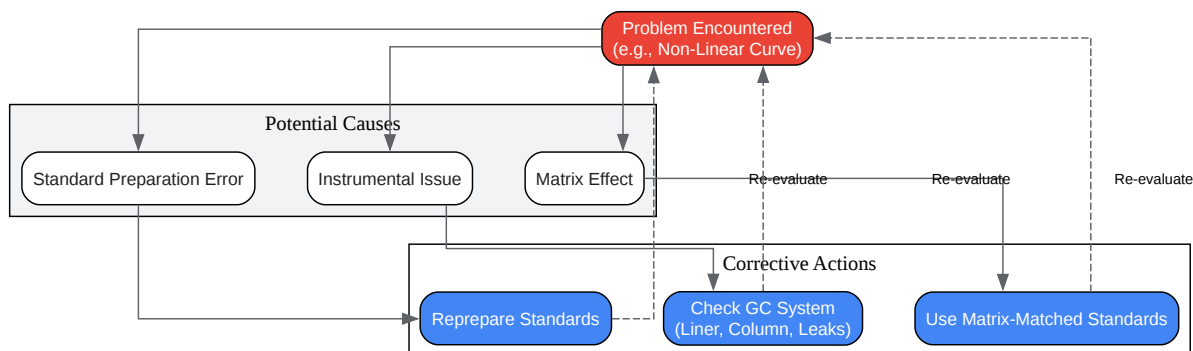 Problem Encountered
(e.g., Non-Linear Curve)
Potential Causes
Standard Preparation Error
Instrumental Issue
Matrix Effect
Re-evaluate
Re-evaluate
Re-evaluate
Corrective Actions
Reprepare Standards
Check GC System
(Liner, Column, Leaks)
Use Matrix-Matched Standards